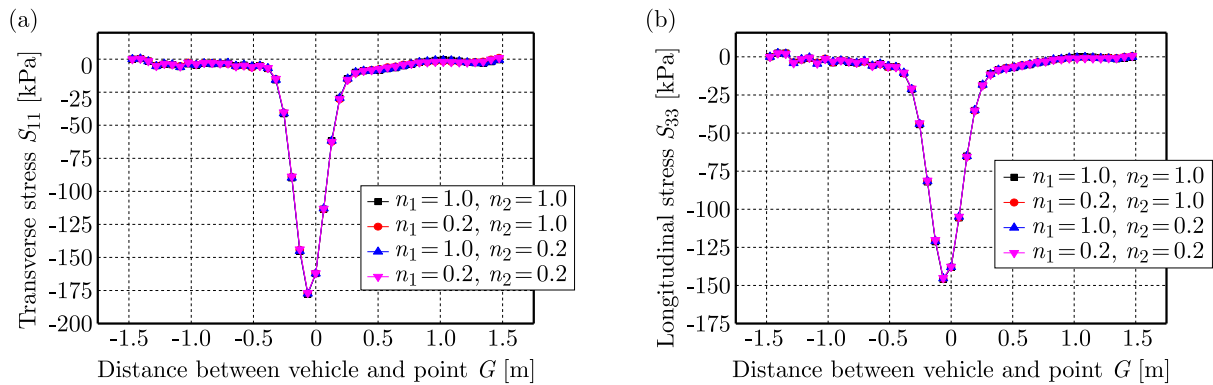 (a)
Transverse stress S11 [kPa]
0
-25
-50
-75
-100
-125
-150
-175
-200
-1.5 -1.0 -0.5 0 0.5 1.0 1.5
Distance between vehicle and point G [m]
n1=1.0, n2=1.0
n1=0.2, n2=1.0
n1=1.0, n2=0.2
n1=0.2, n2=0.2
(b)
Longitudinal stress S33 [kPa]
0
-25
-50
-75
-100
-125
-150
-175
-1.5 -1.0 -0.5 0 0.5 1.0 1.5
Distance between vehicle and point G [m]
n1=1.0, n2=1.0
n1=0.2, n2=1.0
n1=1.0, n2=0.2
n1=0.2, n2=0.2